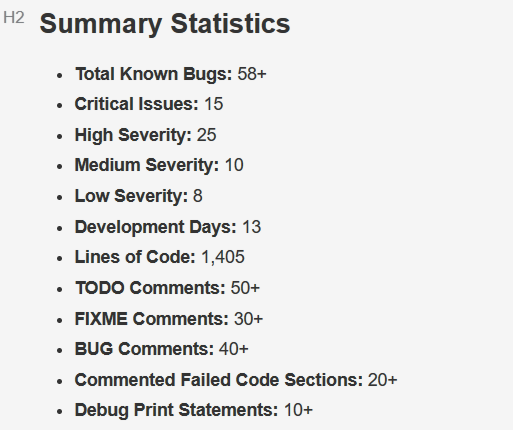 H2 Summary Statistics
• Total Known Bugs: 58+
• Critical Issues: 15
• High Severity: 25
• Medium Severity: 10
• Low Severity: 8
• Development Days: 13
• Lines of Code: 1,405
• TODO Comments: 50+
• FIXME Comments: 30+
• BUG Comments: 40+
• Commented Failed Code Sections: 20+
• Debug Print Statements: 10+